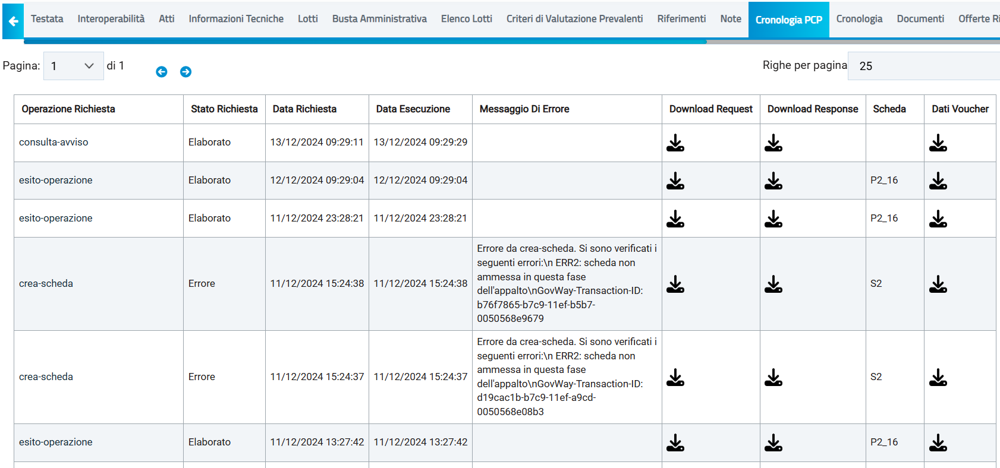 Testata Interoperabilità Atti Informazioni Tecniche Lotti Busta Amministrativa Elenco Lotti Criteri di Valutazione Prevalenti Riferimenti Note Cronologia PCP Cronologia Documenti Offerte Ri
Pagina: 1 di 1 Righe per pagina 25
Operazione Richiesta Stato Richiesta Data Richiesta Data Esecuzione Messaggio Di Errore Download Request Download Response Scheda Dati Voucher
consulta-avviso Elaborato 13/12/2024 09:29:11 13/12/2024 09:29:29
esito-operazione Elaborato 12/12/2024 09:29:04 12/12/2024 09:29:04 P2_16
esito-operazione Elaborato 11/12/2024 23:28:21 11/12/2024 23:28:21 P2_16
crea-scheda Errore 11/12/2024 15:24:38 11/12/2024 15:24:38
Errore da crea-scheda. Si sono verificati i
seguenti errori:\n ERR2: scheda non
ammessa in questa fase
dell'appalto\nGovWay-Transaction-ID:
b76f7865-b7c9-11ef-b5b7-
0050568e9679
S2
crea-scheda Errore 11/12/2024 15:24:37 11/12/2024 15:24:37
Errore da crea-scheda. Si sono verificati i
seguenti errori:\n ERR2: scheda non
ammessa in questa fase
dell'appalto\nGovWay-Transaction-ID:
d19cac1b-b7c9-11ef-a9cd-
0050568e08b3
S2
esito-operazione Elaborato 11/12/2024 13:27:42 11/12/2024 13:27:42 P2_16